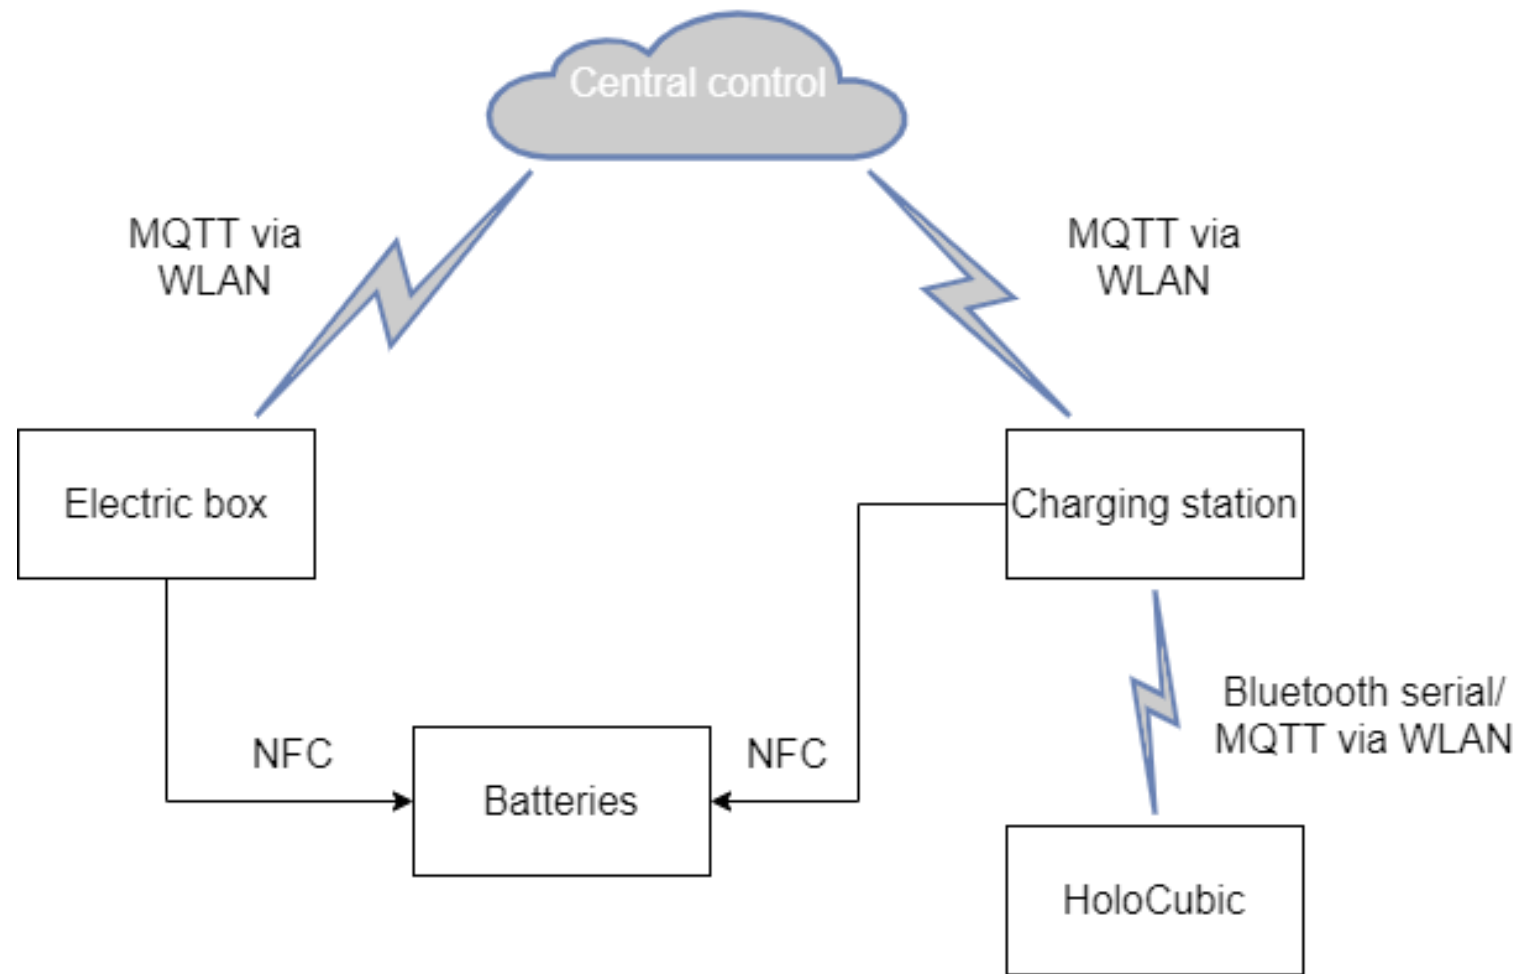 Central control
MQTT via
WLAN
MQTT via
WLAN
Electric box
Charging station
NFC
Batteries
NFC
Bluetooth serial/
MQTT via WLAN
HoloCubic